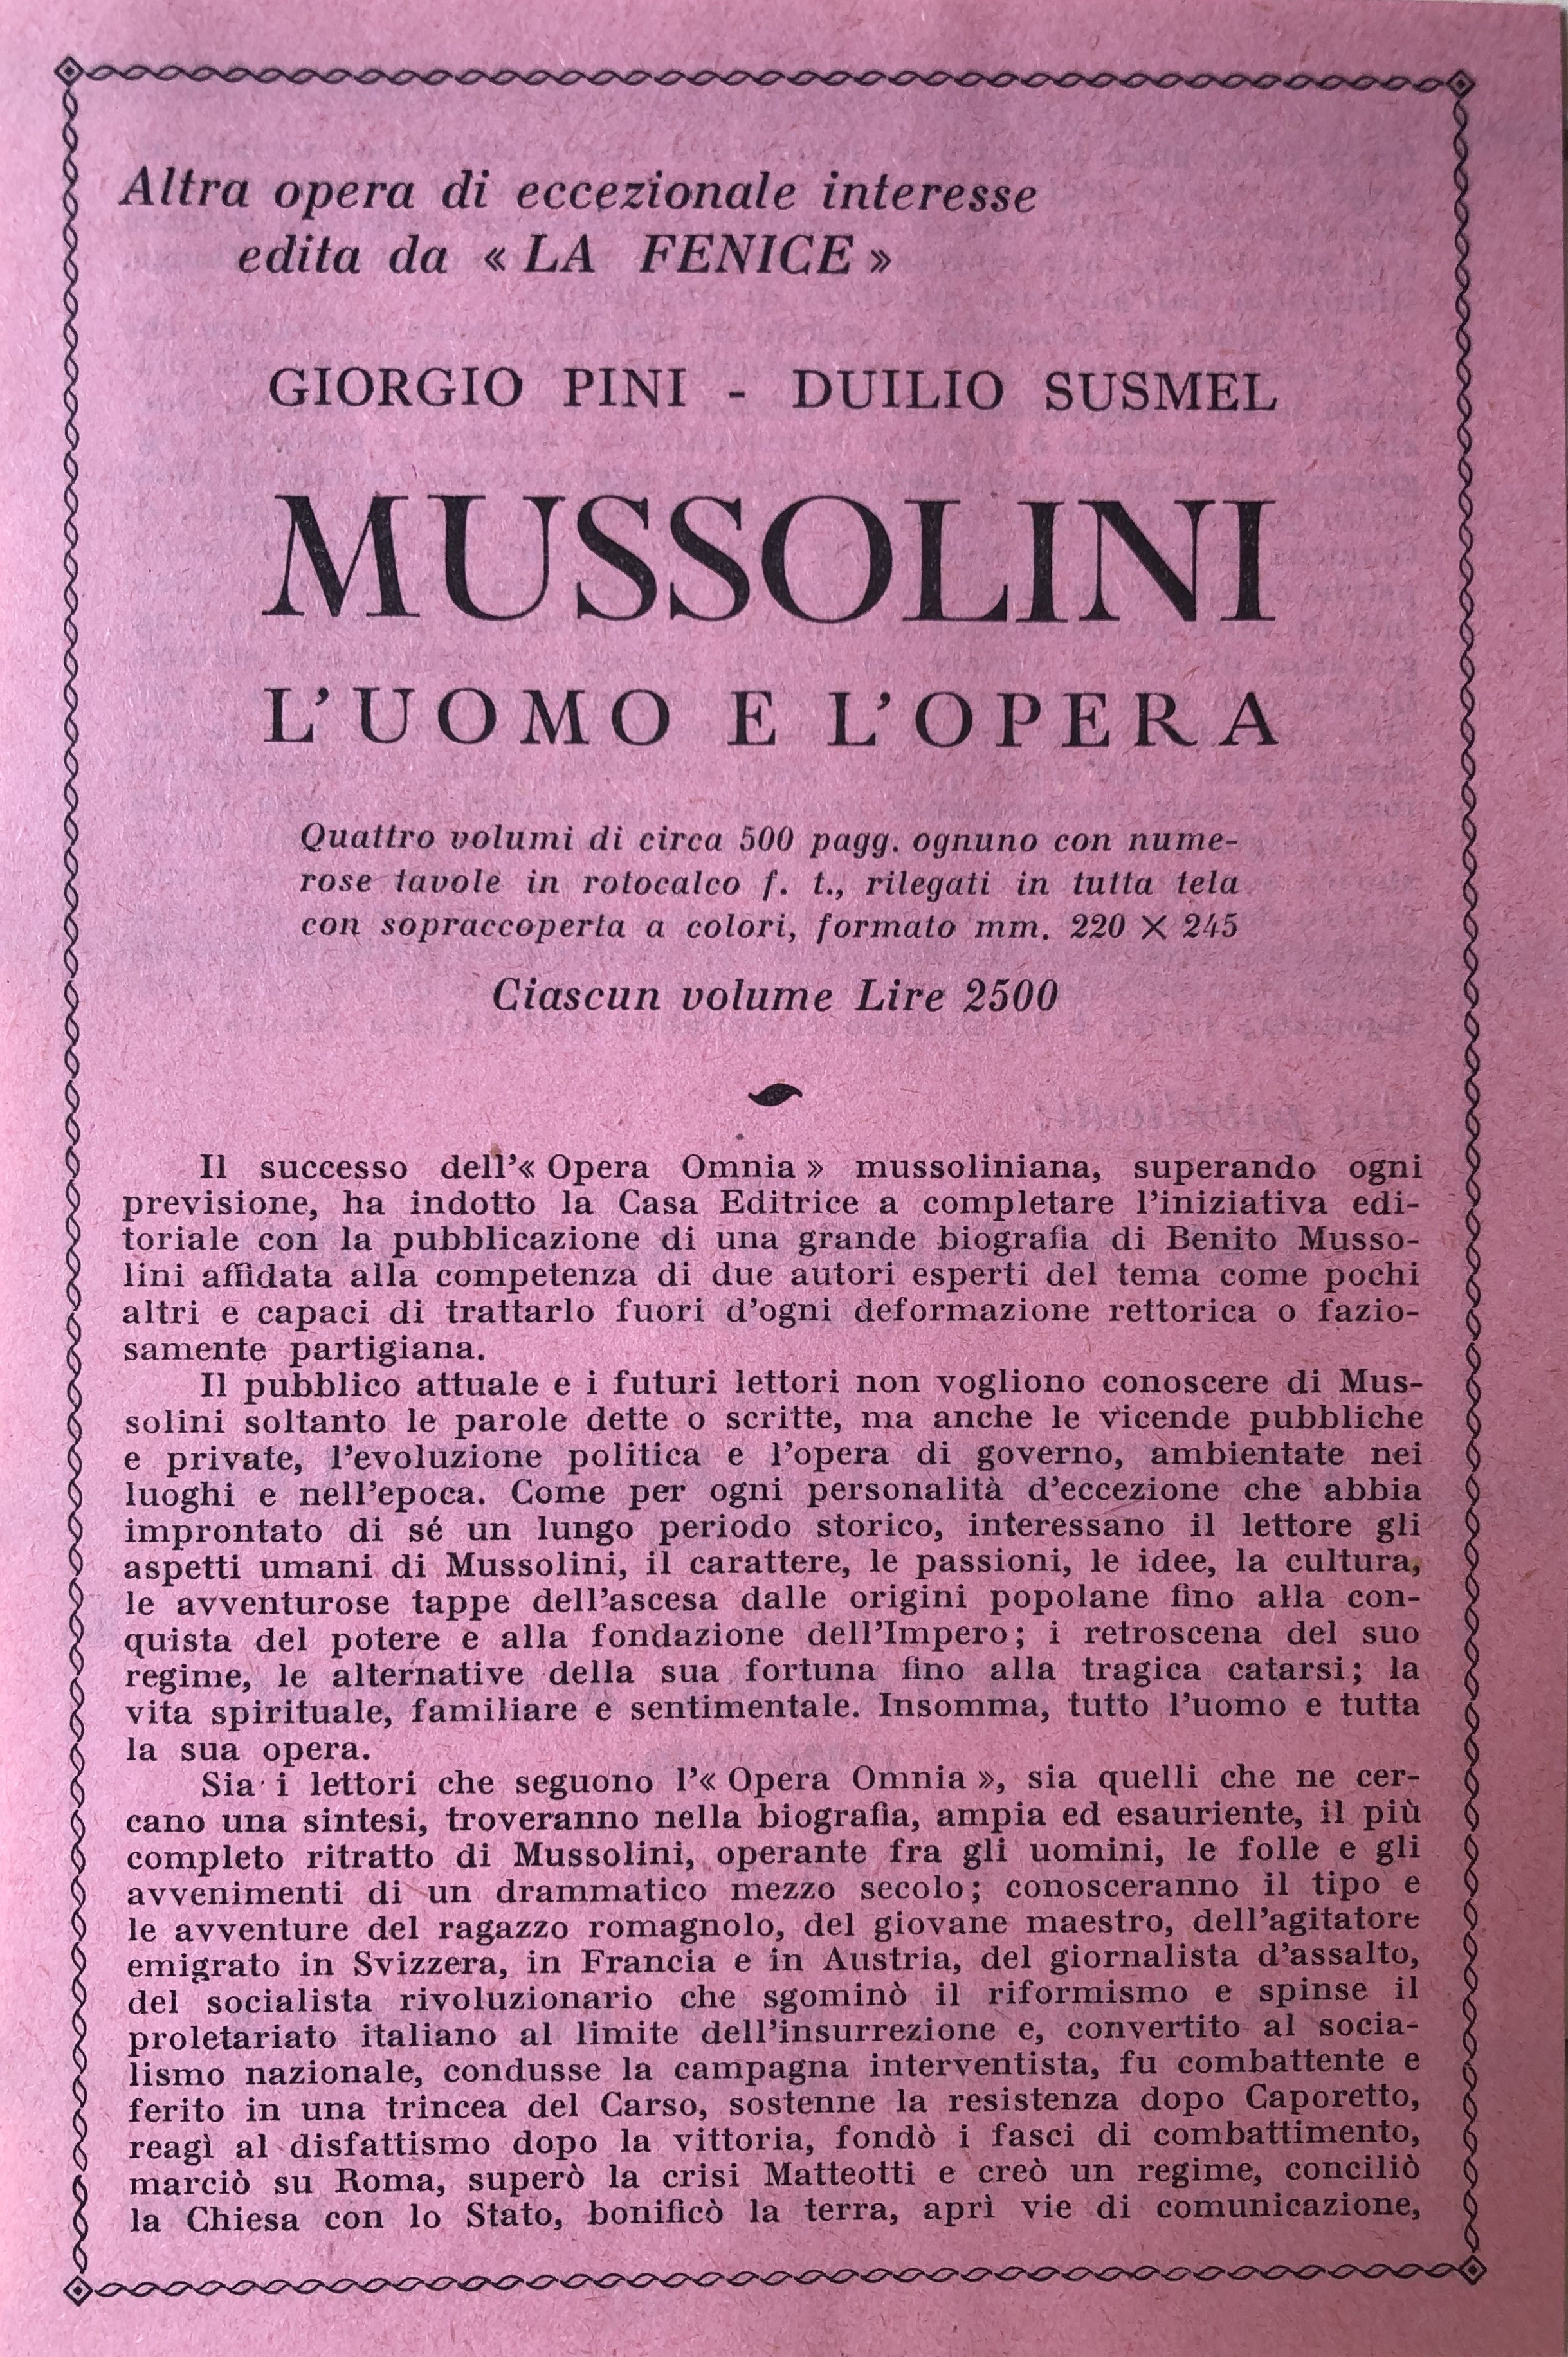 Altra opera di eccezionale interesse
edita da « LA FENICE »
GIORGIO PINI - DUILIO SUSMEL
MUSSOLINI
L'UOMO E L'OPERA
Quattro volumi di circa 500 pagg. ognuno con nume-
rose tavole in rotocalco f. t., rilegati in tutta tela
con sopraccoperta a colori, formato mm. 220 × 245
Ciascun volume Lire 2500
Il successo dell'« Opera Omnia » mussoliniana, superando ogni
previsione, ha indotto la Casa Editrice a completare l'iniziativa edi-
toriale con la pubblicazione di una grande biografia di Benito Musso-
lini affidata alla competenza di due autori esperti del tema come pochi
altri e capaci di trattarlo fuori d'ogni deformazione rettorica o fazio-
samente partigiana.
Il pubblico attuale e i futuri lettori non vogliono conoscere di Mus-
solini soltanto le parole dette o scritte, ma anche le vicende pubbliche
e private, l'evoluzione politica e l'opera di governo, ambientate nei
luoghi e nell'epoca. Come per ogni personalità d'eccezione che abbia
improntato di sé un lungo periodo storico, interessano il lettore gli
aspetti umani di Mussolini, il carattere, le passioni, le idee, la cultura,
le avventurose tappe dell'ascesa dalle origini popolane fino alla con-
quista del potere e alla fondazione dell'Impero; i retroscena del suo
regime, le alternative della sua fortuna fino alla tragica catarsi; la
vita spirituale, familiare e sentimentale. Insomma, tutto l'uomo e tutta
la sua opera.
Sia i lettori che seguono l'« Opera Omnia », sia quelli che ne cer-
cano una sintesi, troveranno nella biografia, ampia ed esauriente, il più
completo ritratto di Mussolini, operante fra gli uomini, le folle e gli
avvenimenti di un drammatico mezzo secolo; conosceranno il tipo e
le avventure del ragazzo romagnolo, del giovane maestro, dell'agitatore
emigrato in Svizzera, in Francia e in Austria, del giornalista d'assalto,
del socialista rivoluzionario che sgominò il riformismo e spinse il
proletariato italiano al limite dell'insurrezione e, convertito al socia-
lismo nazionale, condusse la campagna interventista, fu combattente e
ferito in una trincea del Carso, sostenne la resistenza dopo Caporetto,
reagì al disfattismo dopo la vittoria, fondò i fasci di combattimento,
marciò su Roma, superò la crisi Matteotti e creò un regime, conciliò
la Chiesa con lo Stato, bonificò la terra, aprì vie di comunicazione,